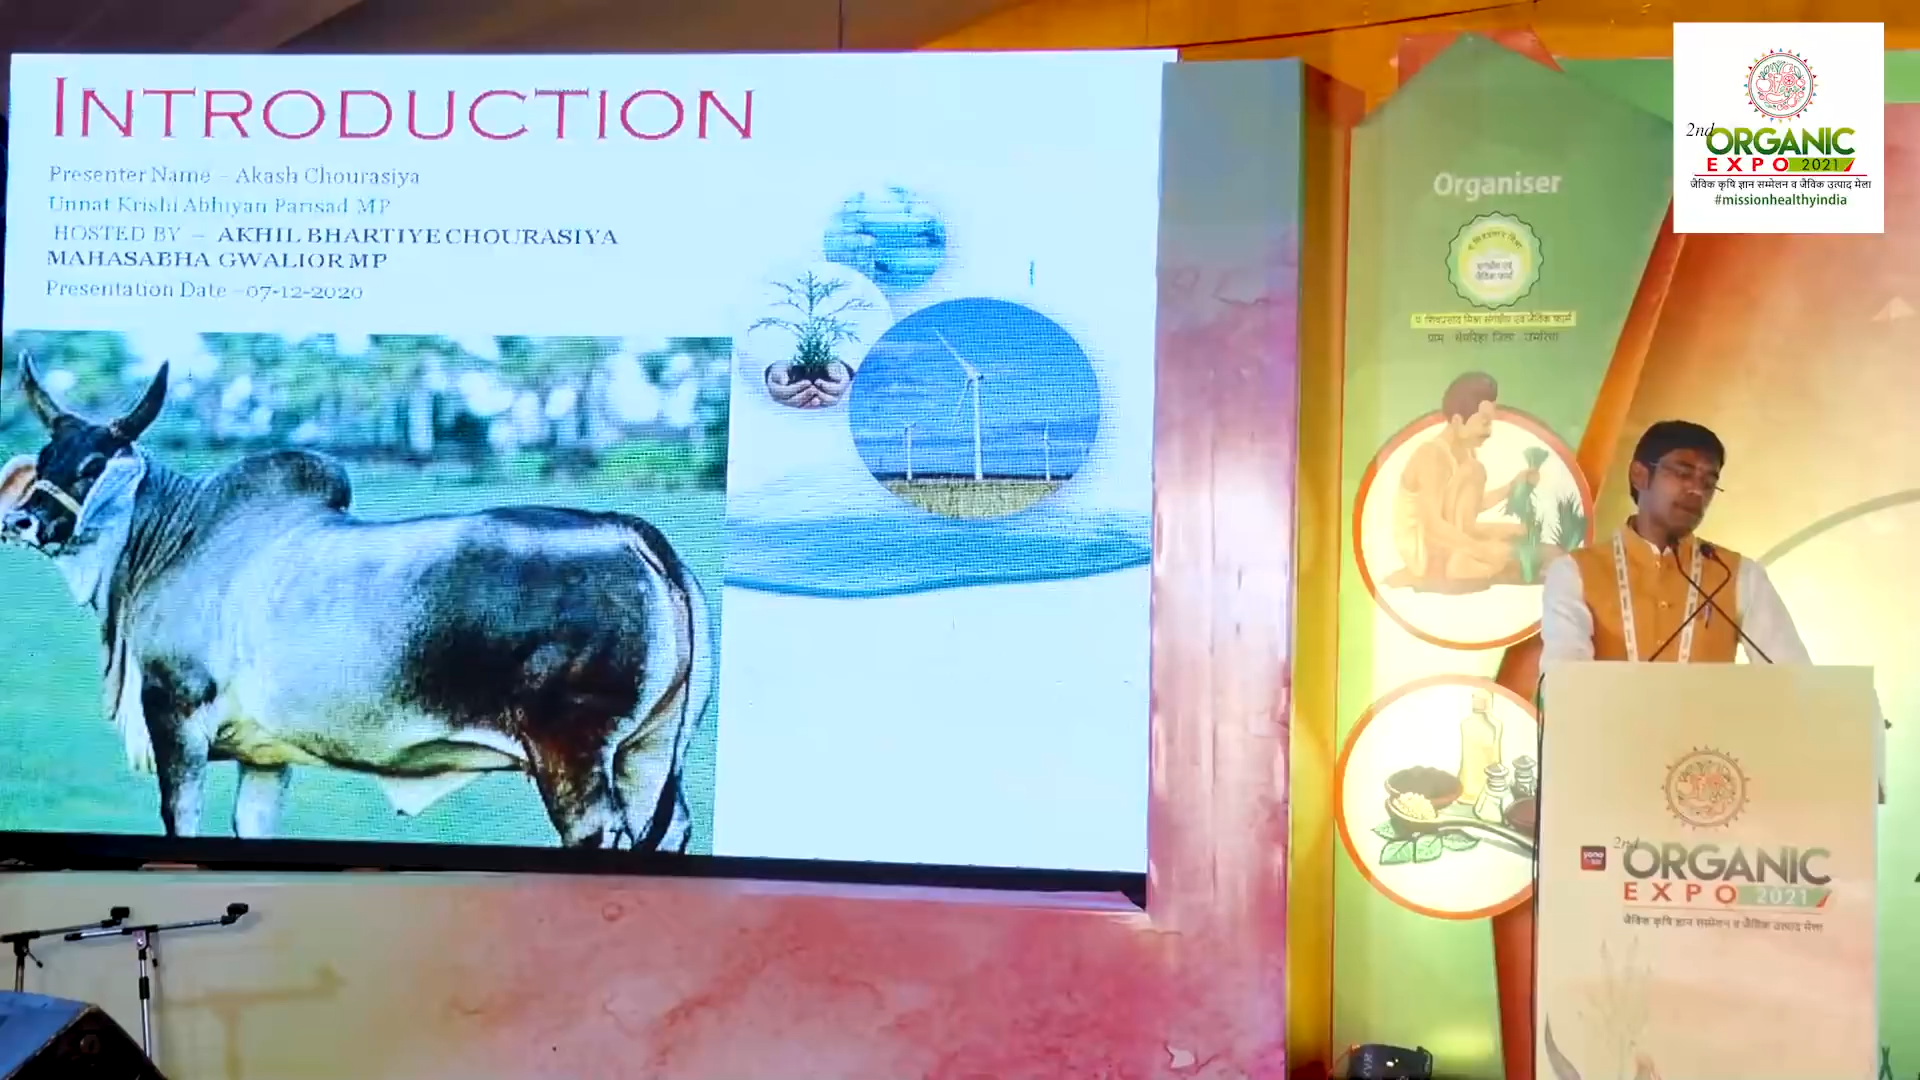 INTRODUCTION
Presenter Name – Akash Chourasiya
Unnat Krishi Abhiyan Parisad MP
HOSTED BY – AKHIL BHARTIYE CHOURASIYA
MAHASABHA GWALIOR MP
Presentation Date –07-12-2020
Organiser
2nd
ORGANIC
EXPO 2021
जैविक कृषि ज्ञान सम्मेलन व जैविक उत्पाद मेला
#missionhealthyindia
2nd
yono
ORGANIC
EXPO 2021
जैविक कृषि ज्ञान सम्मेलन व जैविक उत्पाद मेला